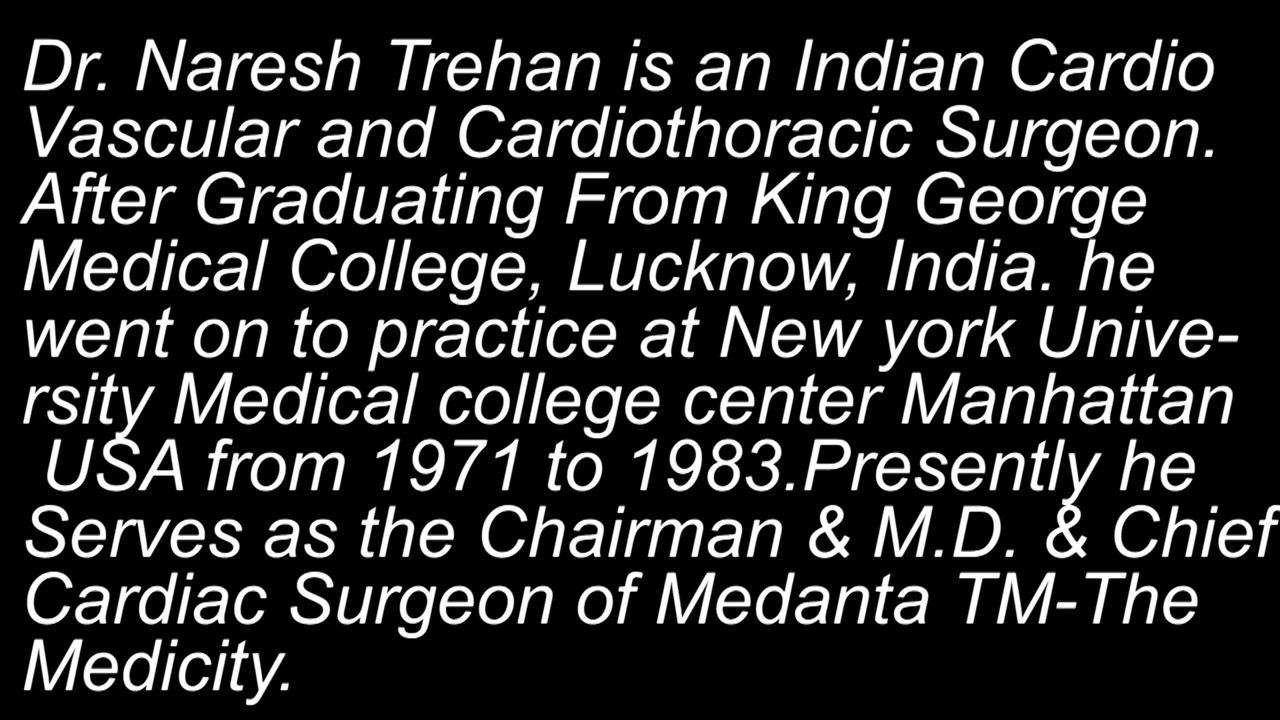 Dr. Naresh Trehan is an Indian Cardio
Vascular and Cardiothoracic Surgeon.
After Graduating From King George
Medical College, Lucknow, India. he
went on to practice at New york Unive-
rsity Medical college center Manhattan
USA from 1971 to 1983.Presently he
Serves as the Chairman & M.D. & Chief
Cardiac Surgeon of Medanta TM-The
Medicity.